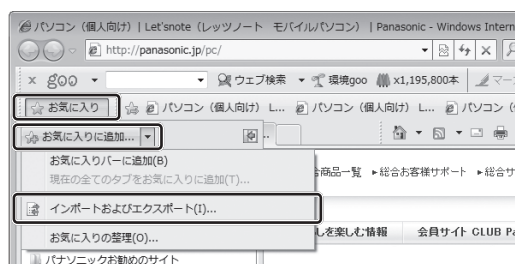 パソコン（個人向け）| Let'snote（レッツノート モバイルパソコン）| Panasonic - Windows Intern
http://panasonic.jp/pc/
goo ウェブ検索 環境goo x1,195,800本 マー
お気に入り パソコン（個人向け） L... パソコン（個人向け） L... パソコン（
お気に入りに追加...
お気に入りバーに追加(B)
現在の全てのタブをお気に入りに追加(T)...
合商品一覧 ▸総合お客様サポート ▸総合サ
インポートおよびエクスポート(I)...
しを楽しむ情報 会員サイト CLUB Pa
お気に入りの整理(O)...
パナソニックお勧めのサイト